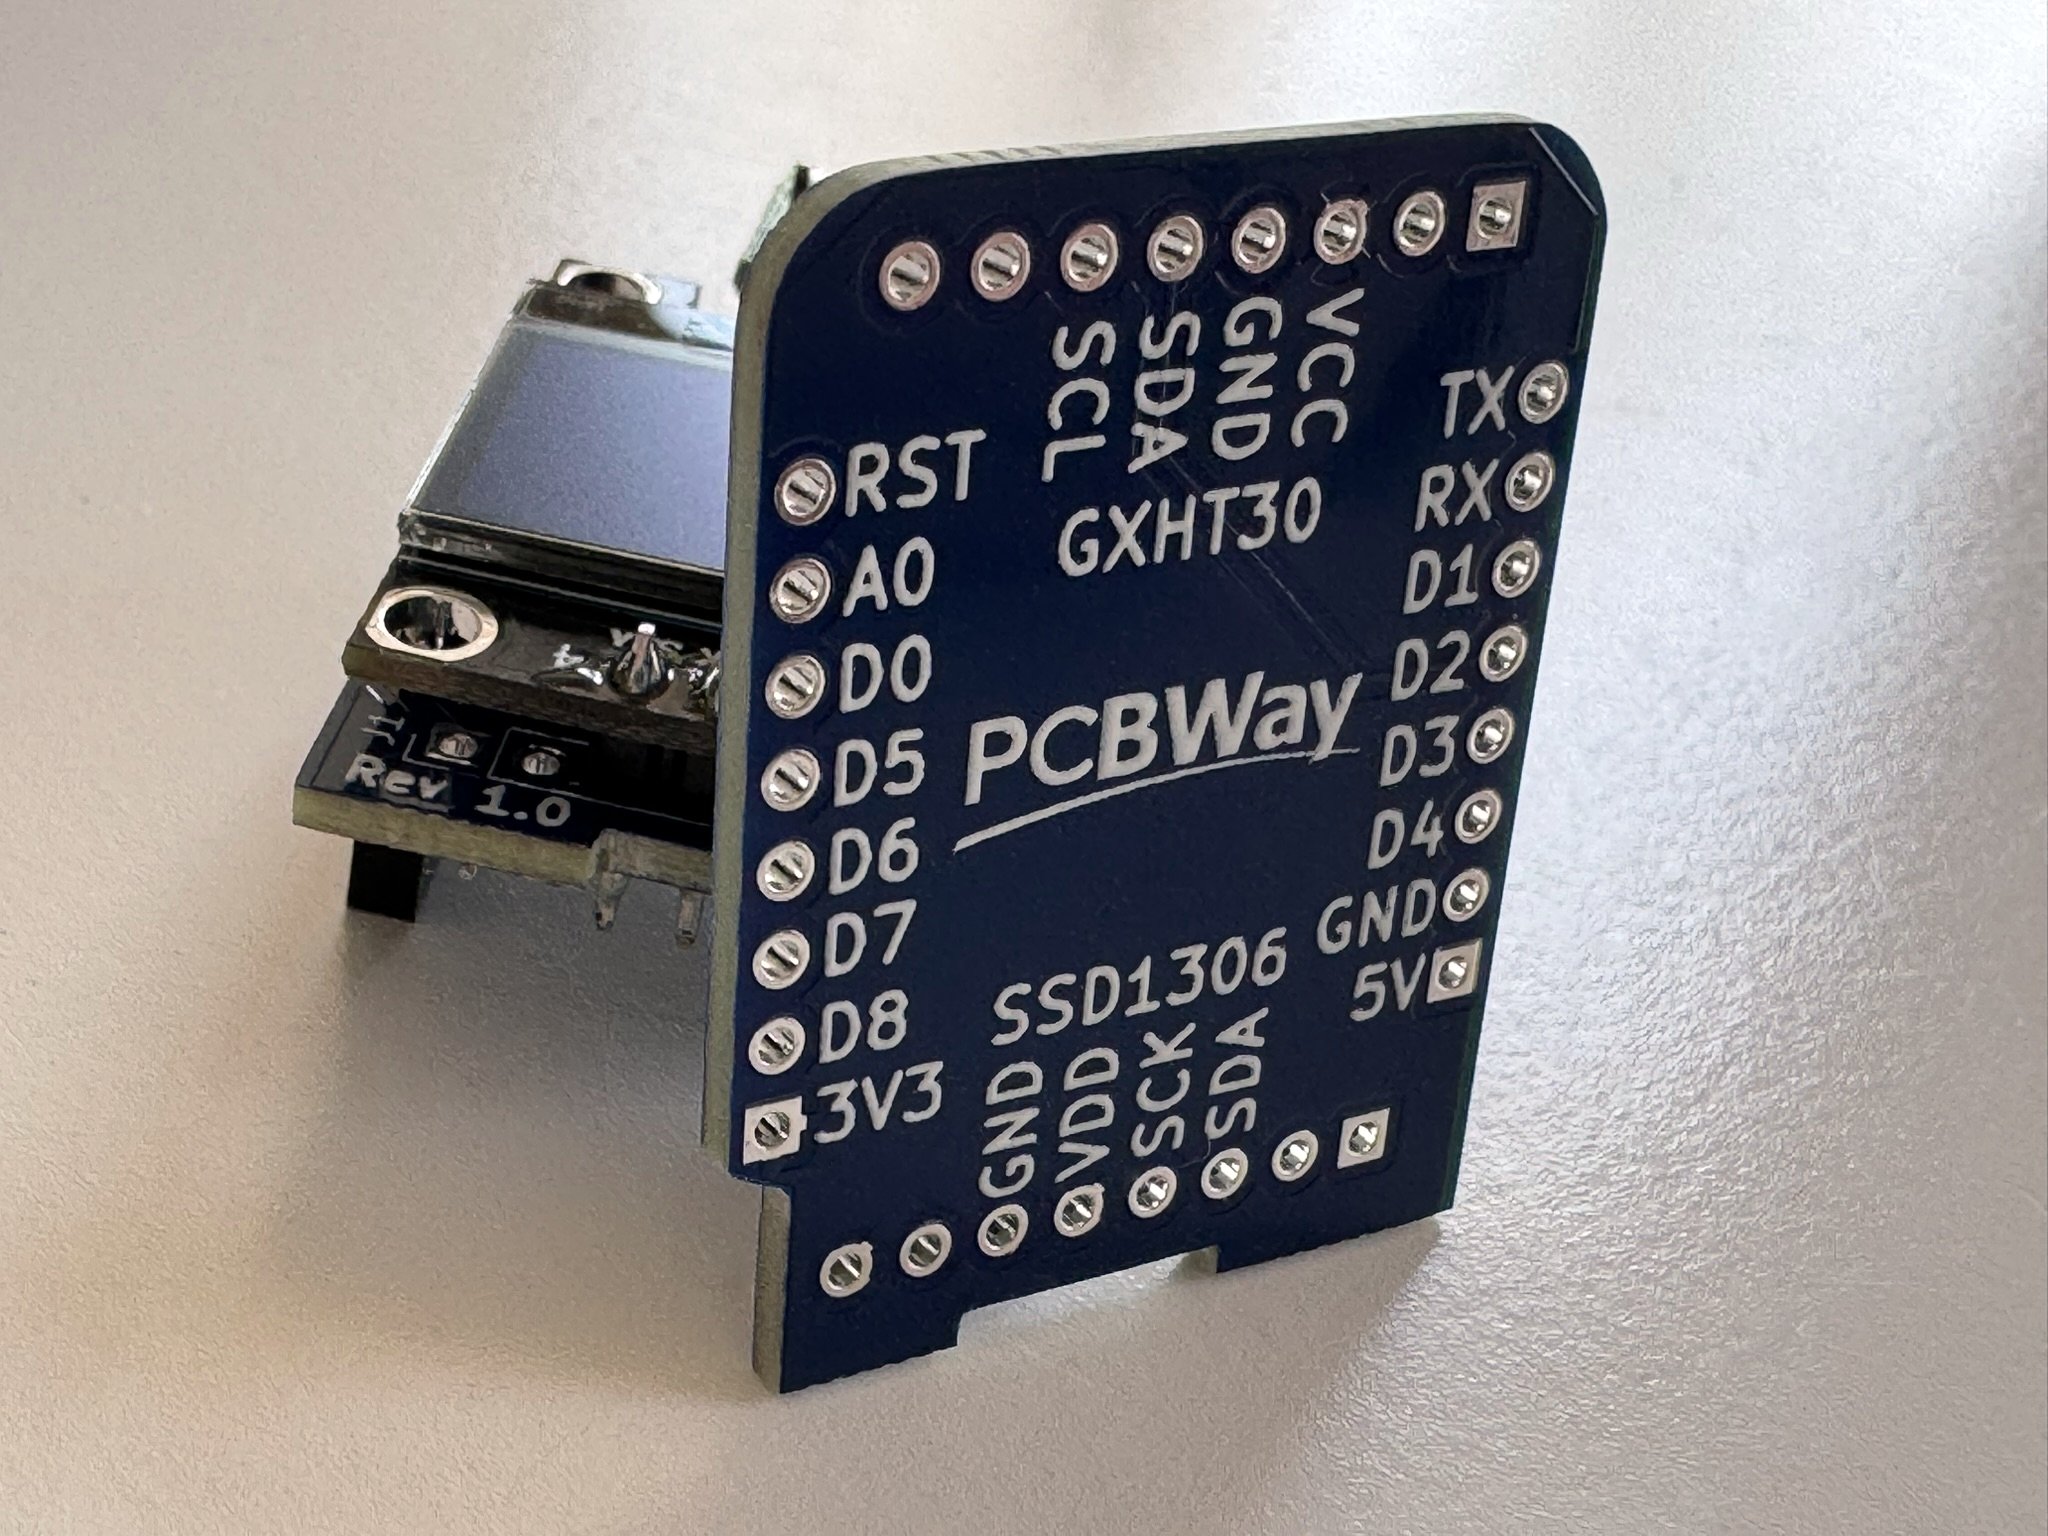 SCL
SDA
GND
VCC
GXHT30
RST
A0
D0
D5
D6
D7
D8
3V3
TX
RX
D1
D2
D3
D4
GND
5V
PCBWay
SSD1306
GND
VDD
SCK
SDA
J1
Rev 1.0